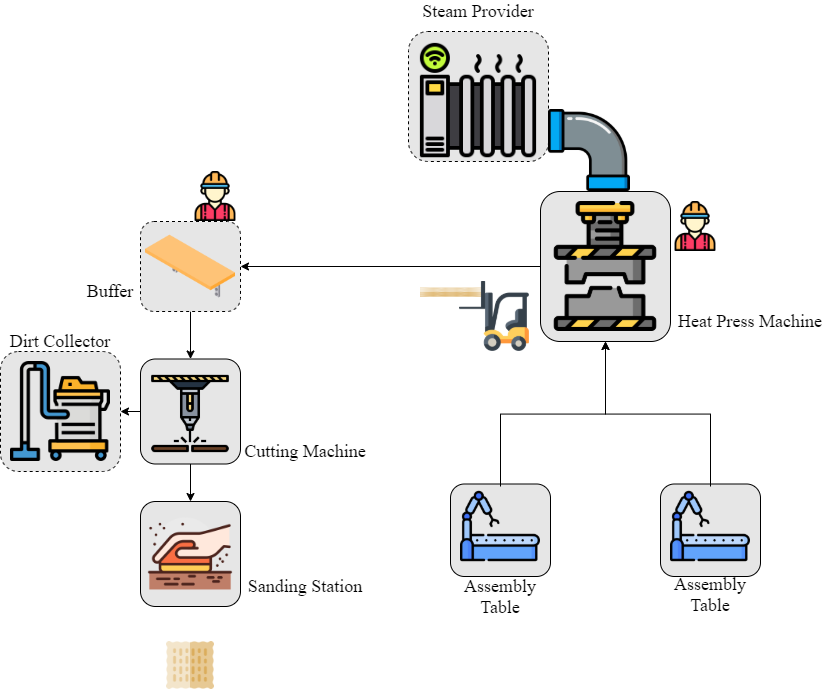 Steam Provider
Buffer
Heat Press Machine
Dirt Collector
Cutting Machine
Sanding Station
Assembly
Table
Assembly
Table